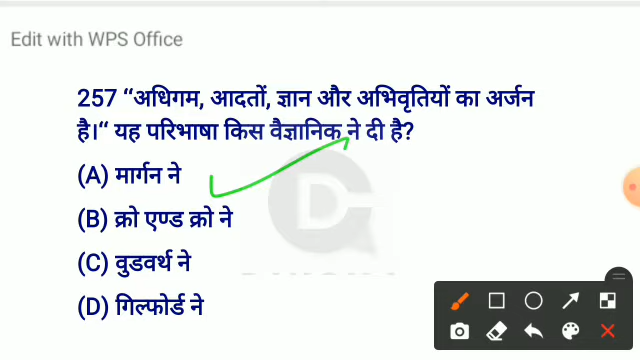 Edit with WPS Office
257 “अधिगम, आदतों, ज्ञान और अभिवृतियों का अर्जन
है।“ यह परिभाषा किस वैज्ञानिक ने दी है?
(A) मार्गन ने
(B) क्रो एण्ड क्रो ने
(C) वुडवर्थ ने
(D) गिल्फोर्ड ने